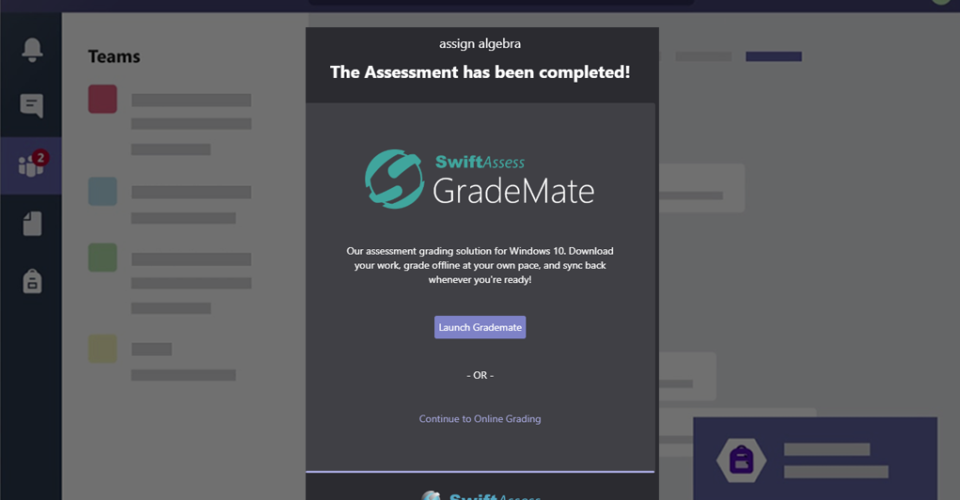 assign algebra
Teams
The Assessment has been completed!
2
SwiftAssess
GradeMate
Our assessment grading solution for Windows 10. Download
your work, grade offline at your own pace, and sync back
whenever you're ready!
Launch Grademate
- OR -
Continue to Online Grading
SwiftAssess